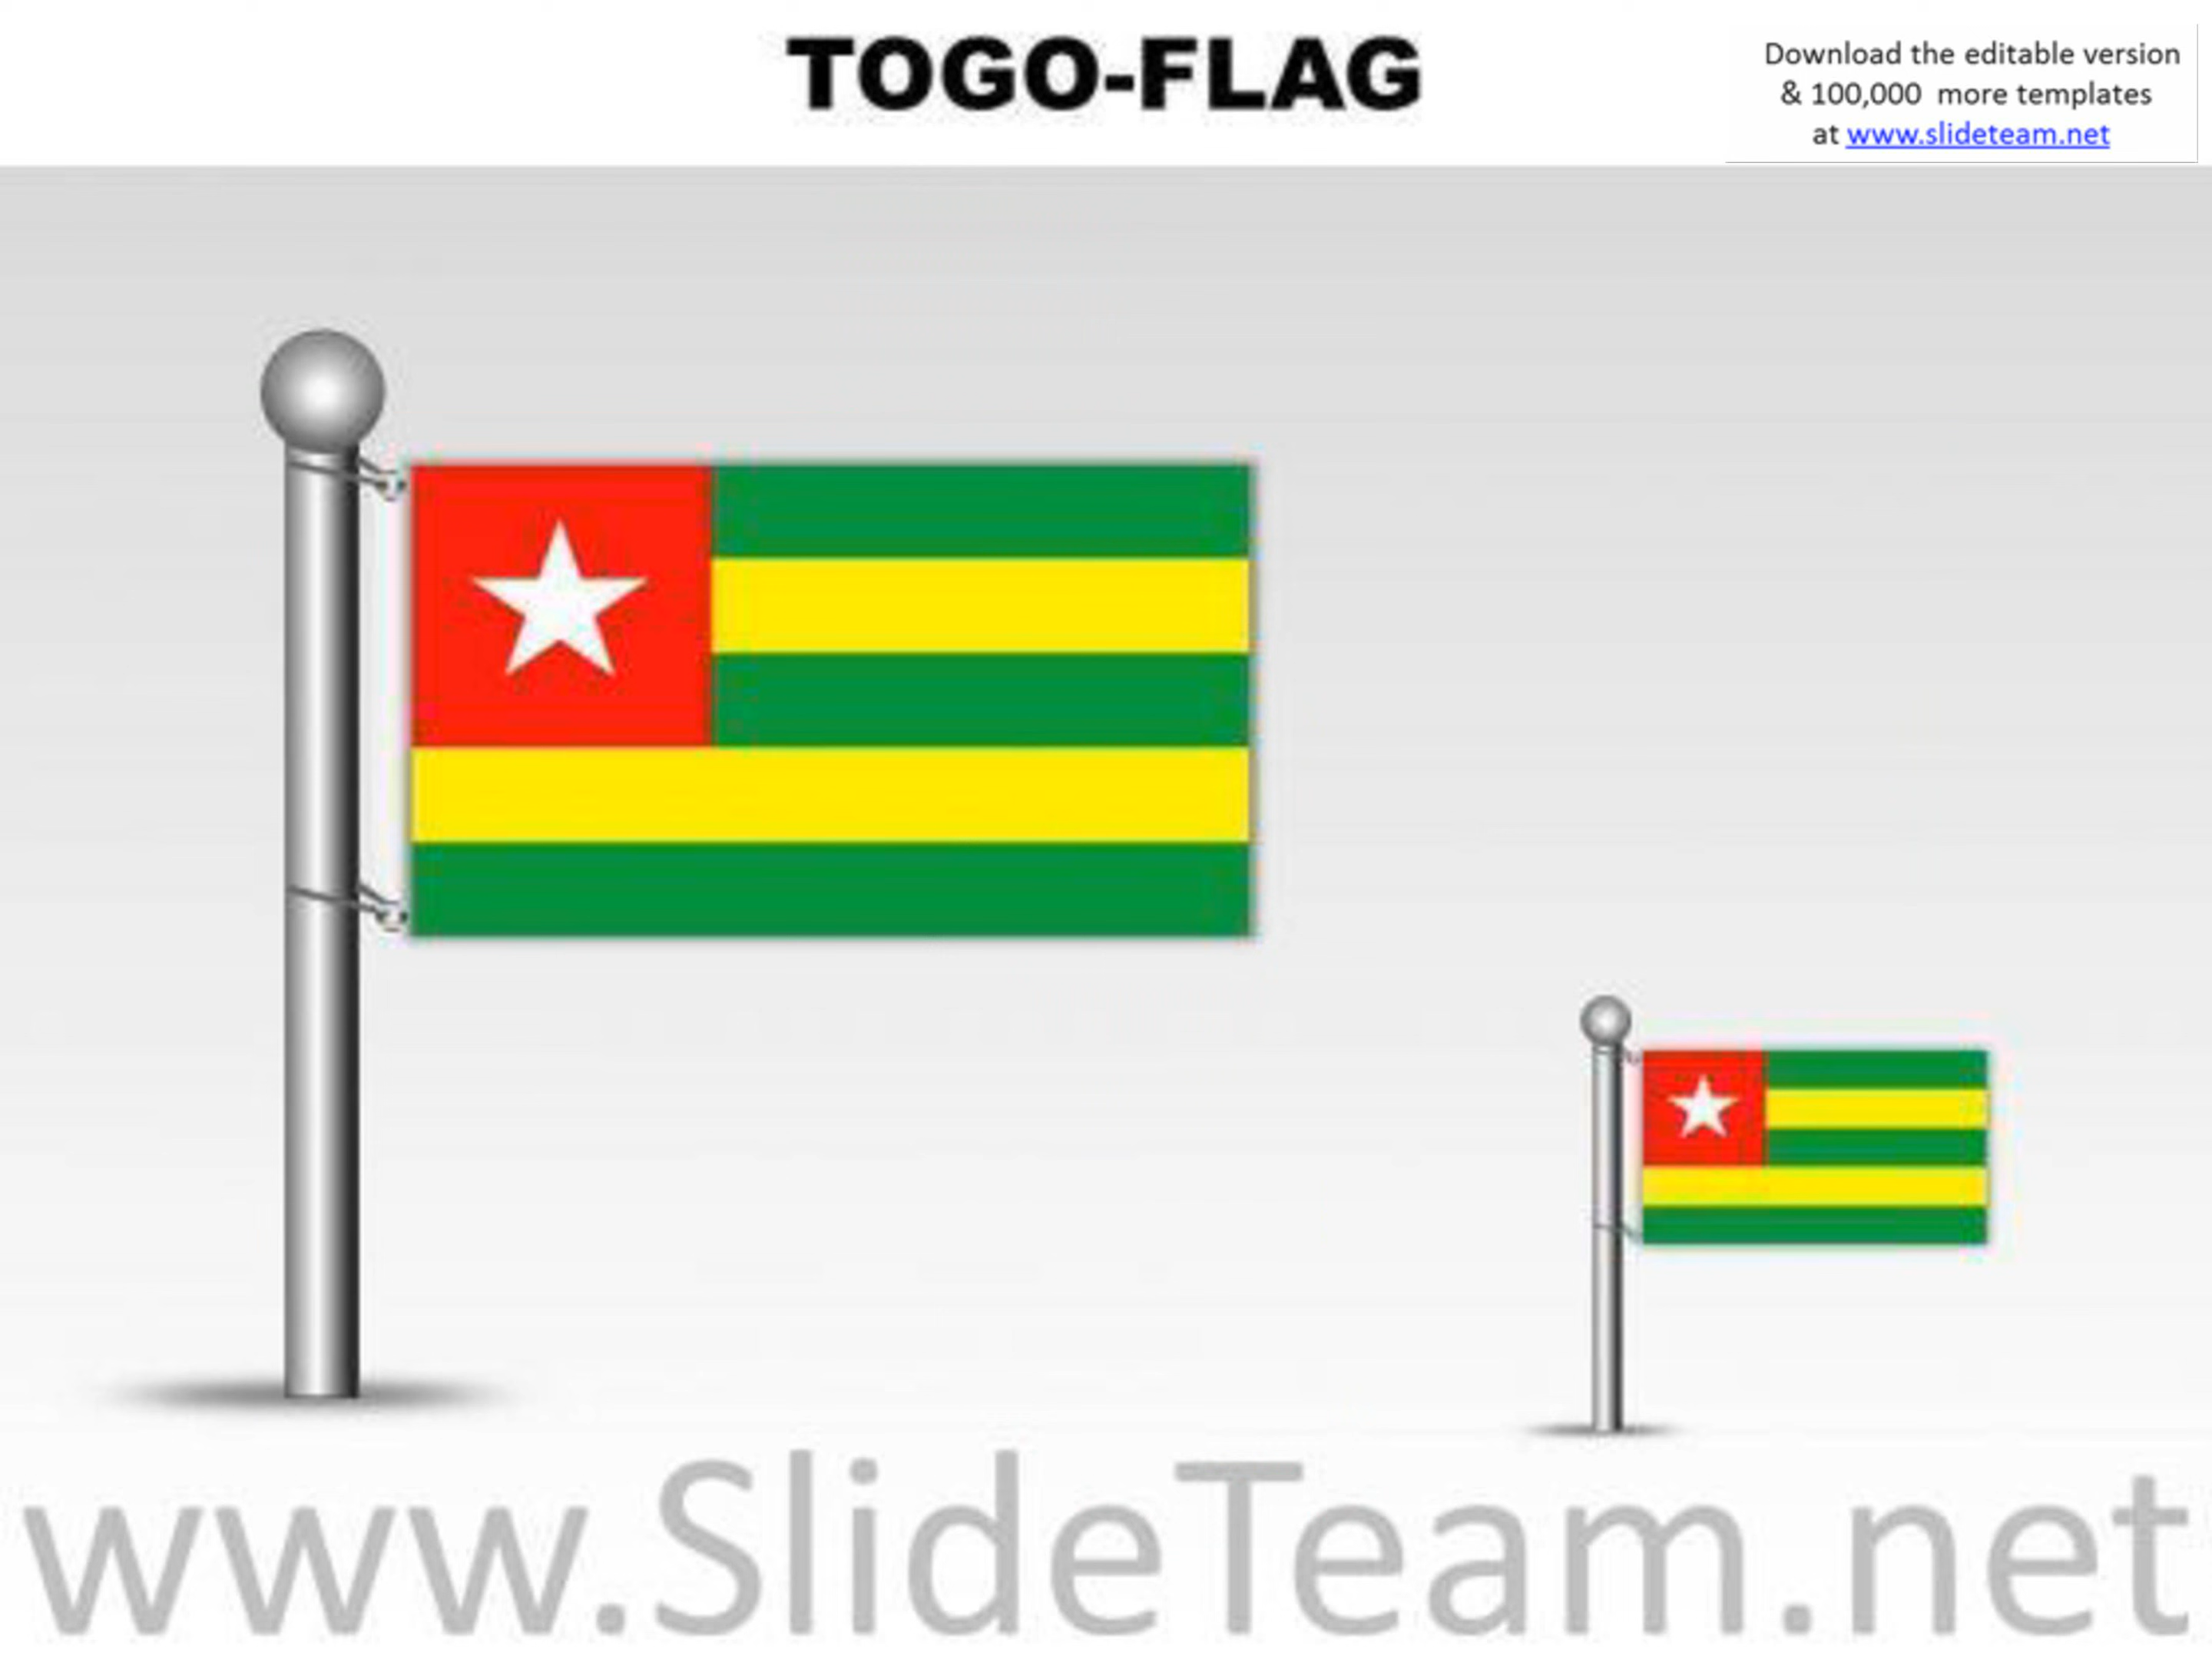 TOGO-FLAG
Download the editable version
& 100,000 more templates
at www.slideteam.net
www.SlideTeam.net